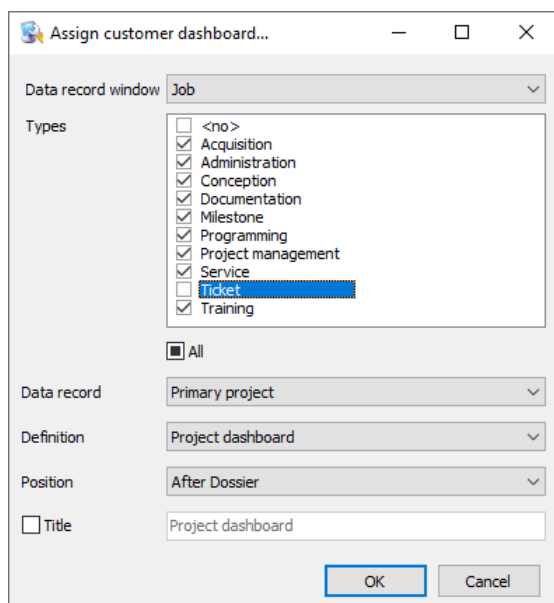 Assign customer dashboard...
Data record window Job
Types
<no>
Acquisition
Administration
Conception
Documentation
Milestone
Programming
Project management
Service
Ticket
Training
All
Data record Primary project
Definition Project dashboard
Position After Dossier
Title Project dashboard
OK Cancel